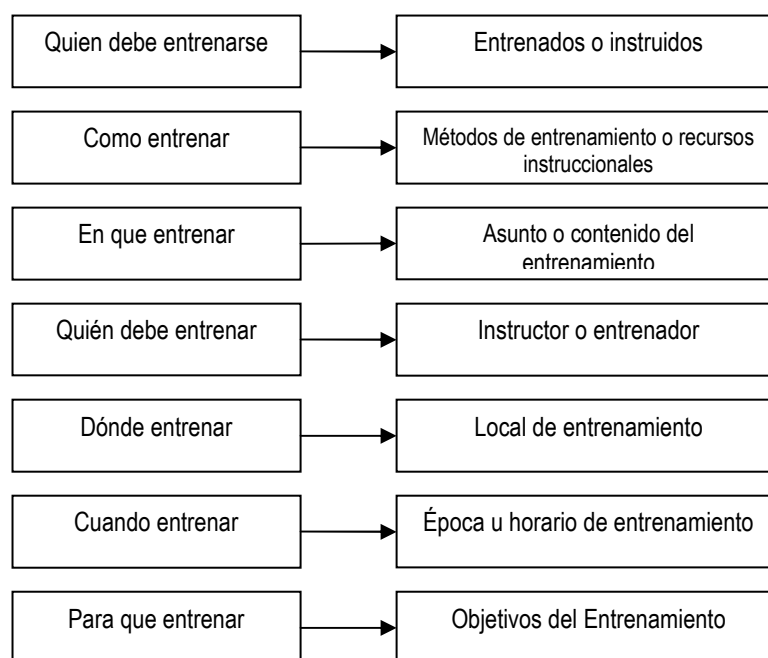 Quien debe entrenarse
Entrenados o instruidos
Como entrenar
Métodos de entrenamiento o recursos
instruccionales
En que entrenar
Asunto o contenido del
entrenamiento
Quién debe entrenar
Instructor o entrenador
Dónde entrenar
Local de entrenamiento
Cuando entrenar
Época u horario de entrenamiento
Para que entrenar
Objetivos del Entrenamiento